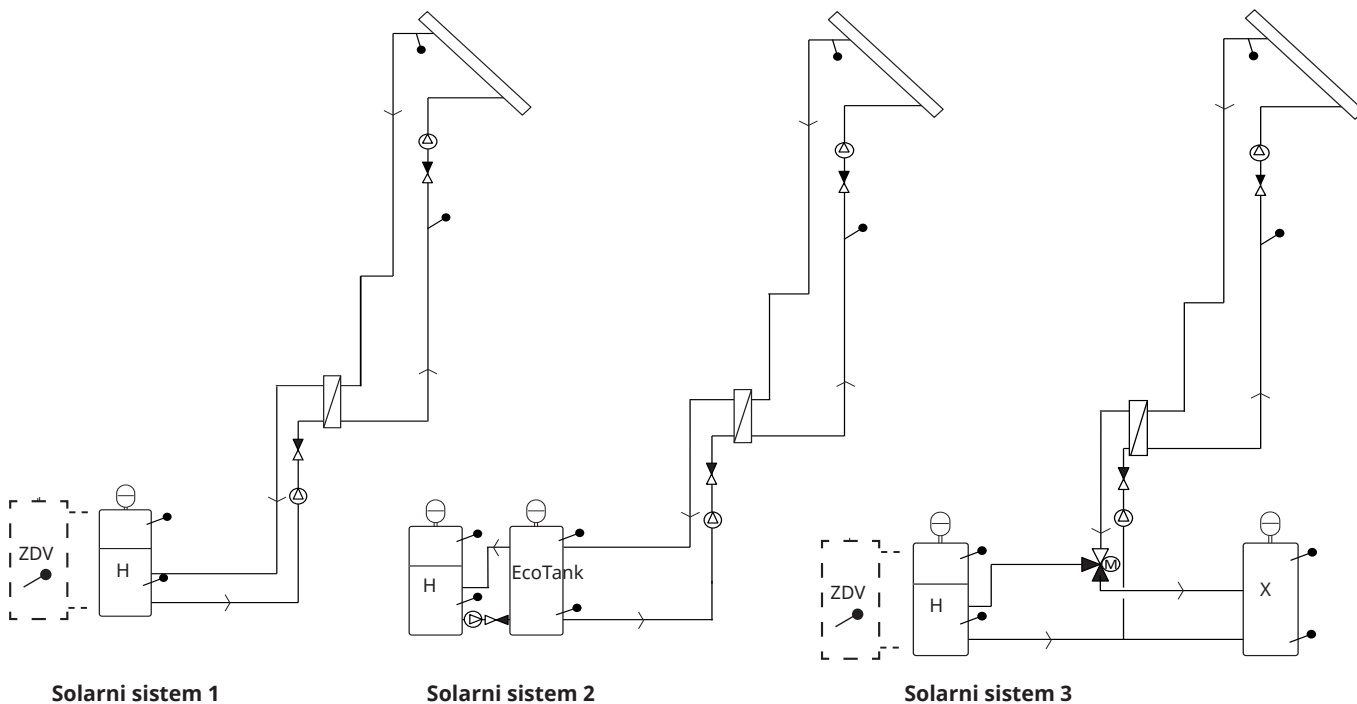 ZDV
H
H
EcoTank
ZDV
H
M
X
Solarni sistem 1
Solarni sistem 2
Solarni sistem 3